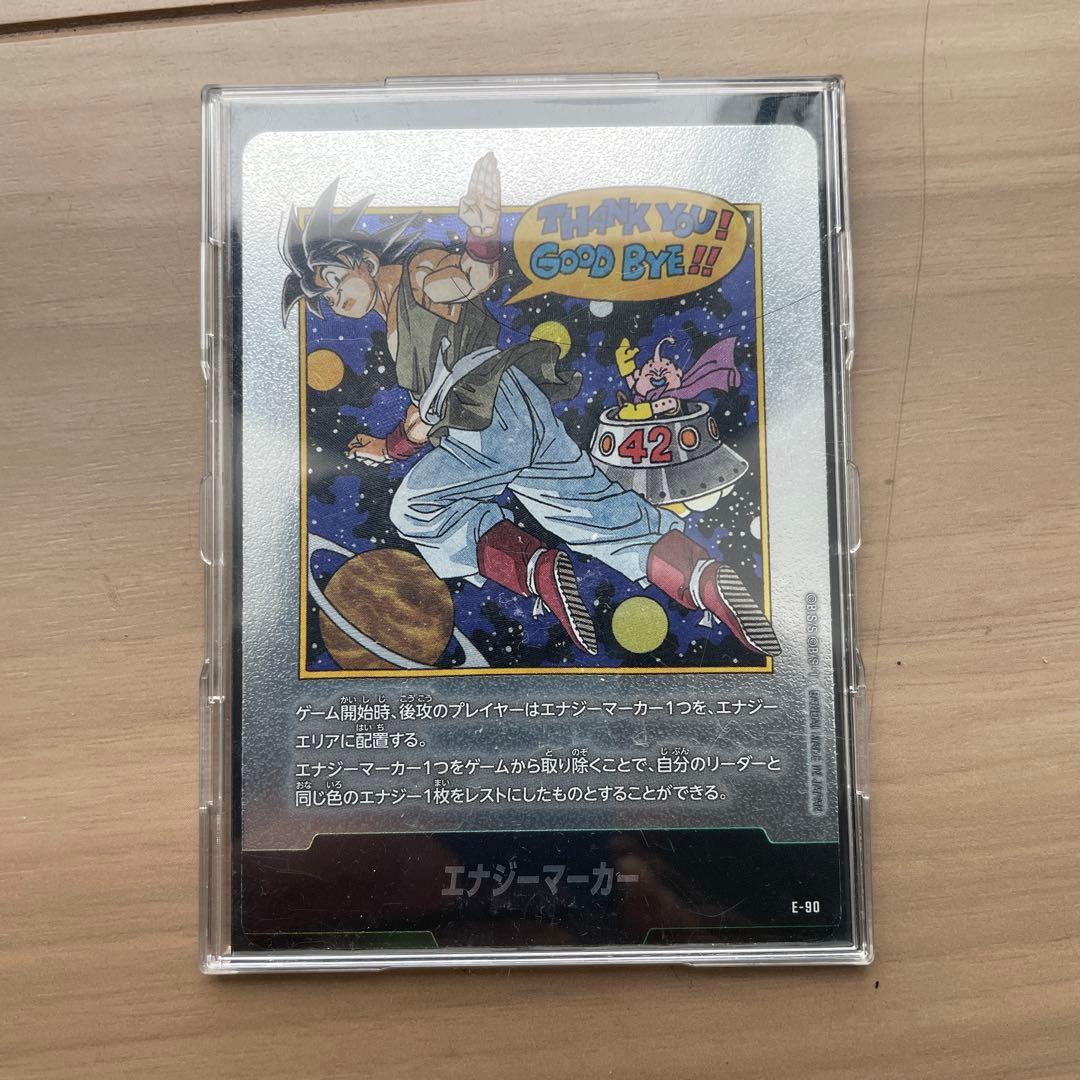 THANK YOU!
GOOD BYE!!
42
ゲーム開始時、後攻のプレイヤーはエナジーマーカー1つを、エナジー
エリアに配置する。
エナジーマーカー1つをゲームから取り除くことで、自分のリーダーと
同じ色のエナジー1枚をレストにしたものとすることができる。
エナジーマーカー
E-90